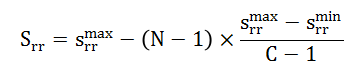 S_rr = s_rr^max − (N − 1) × (s_rr^max − s_rr^min) / (C − 1)